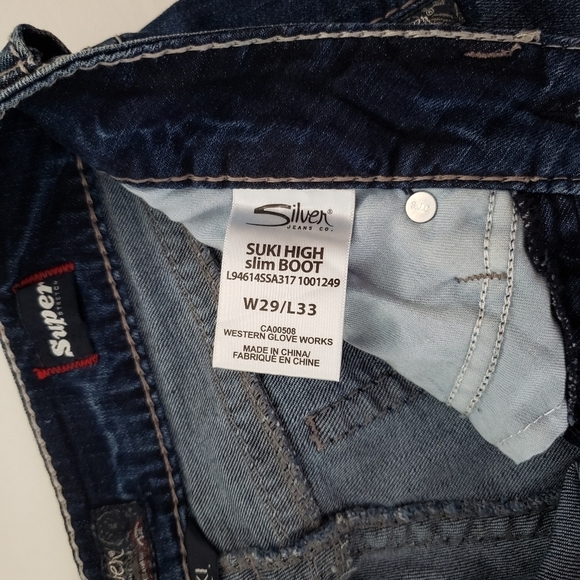 Silver®
JEANS CO.
SUKI HIGH
slim BOOT
L94614SSA317 1001249
W29/L33
CA00508
WESTERN GLOVE WORKS
MADE IN CHINA/
FABRIQUÉ EN CHINE
Super
STRETCH